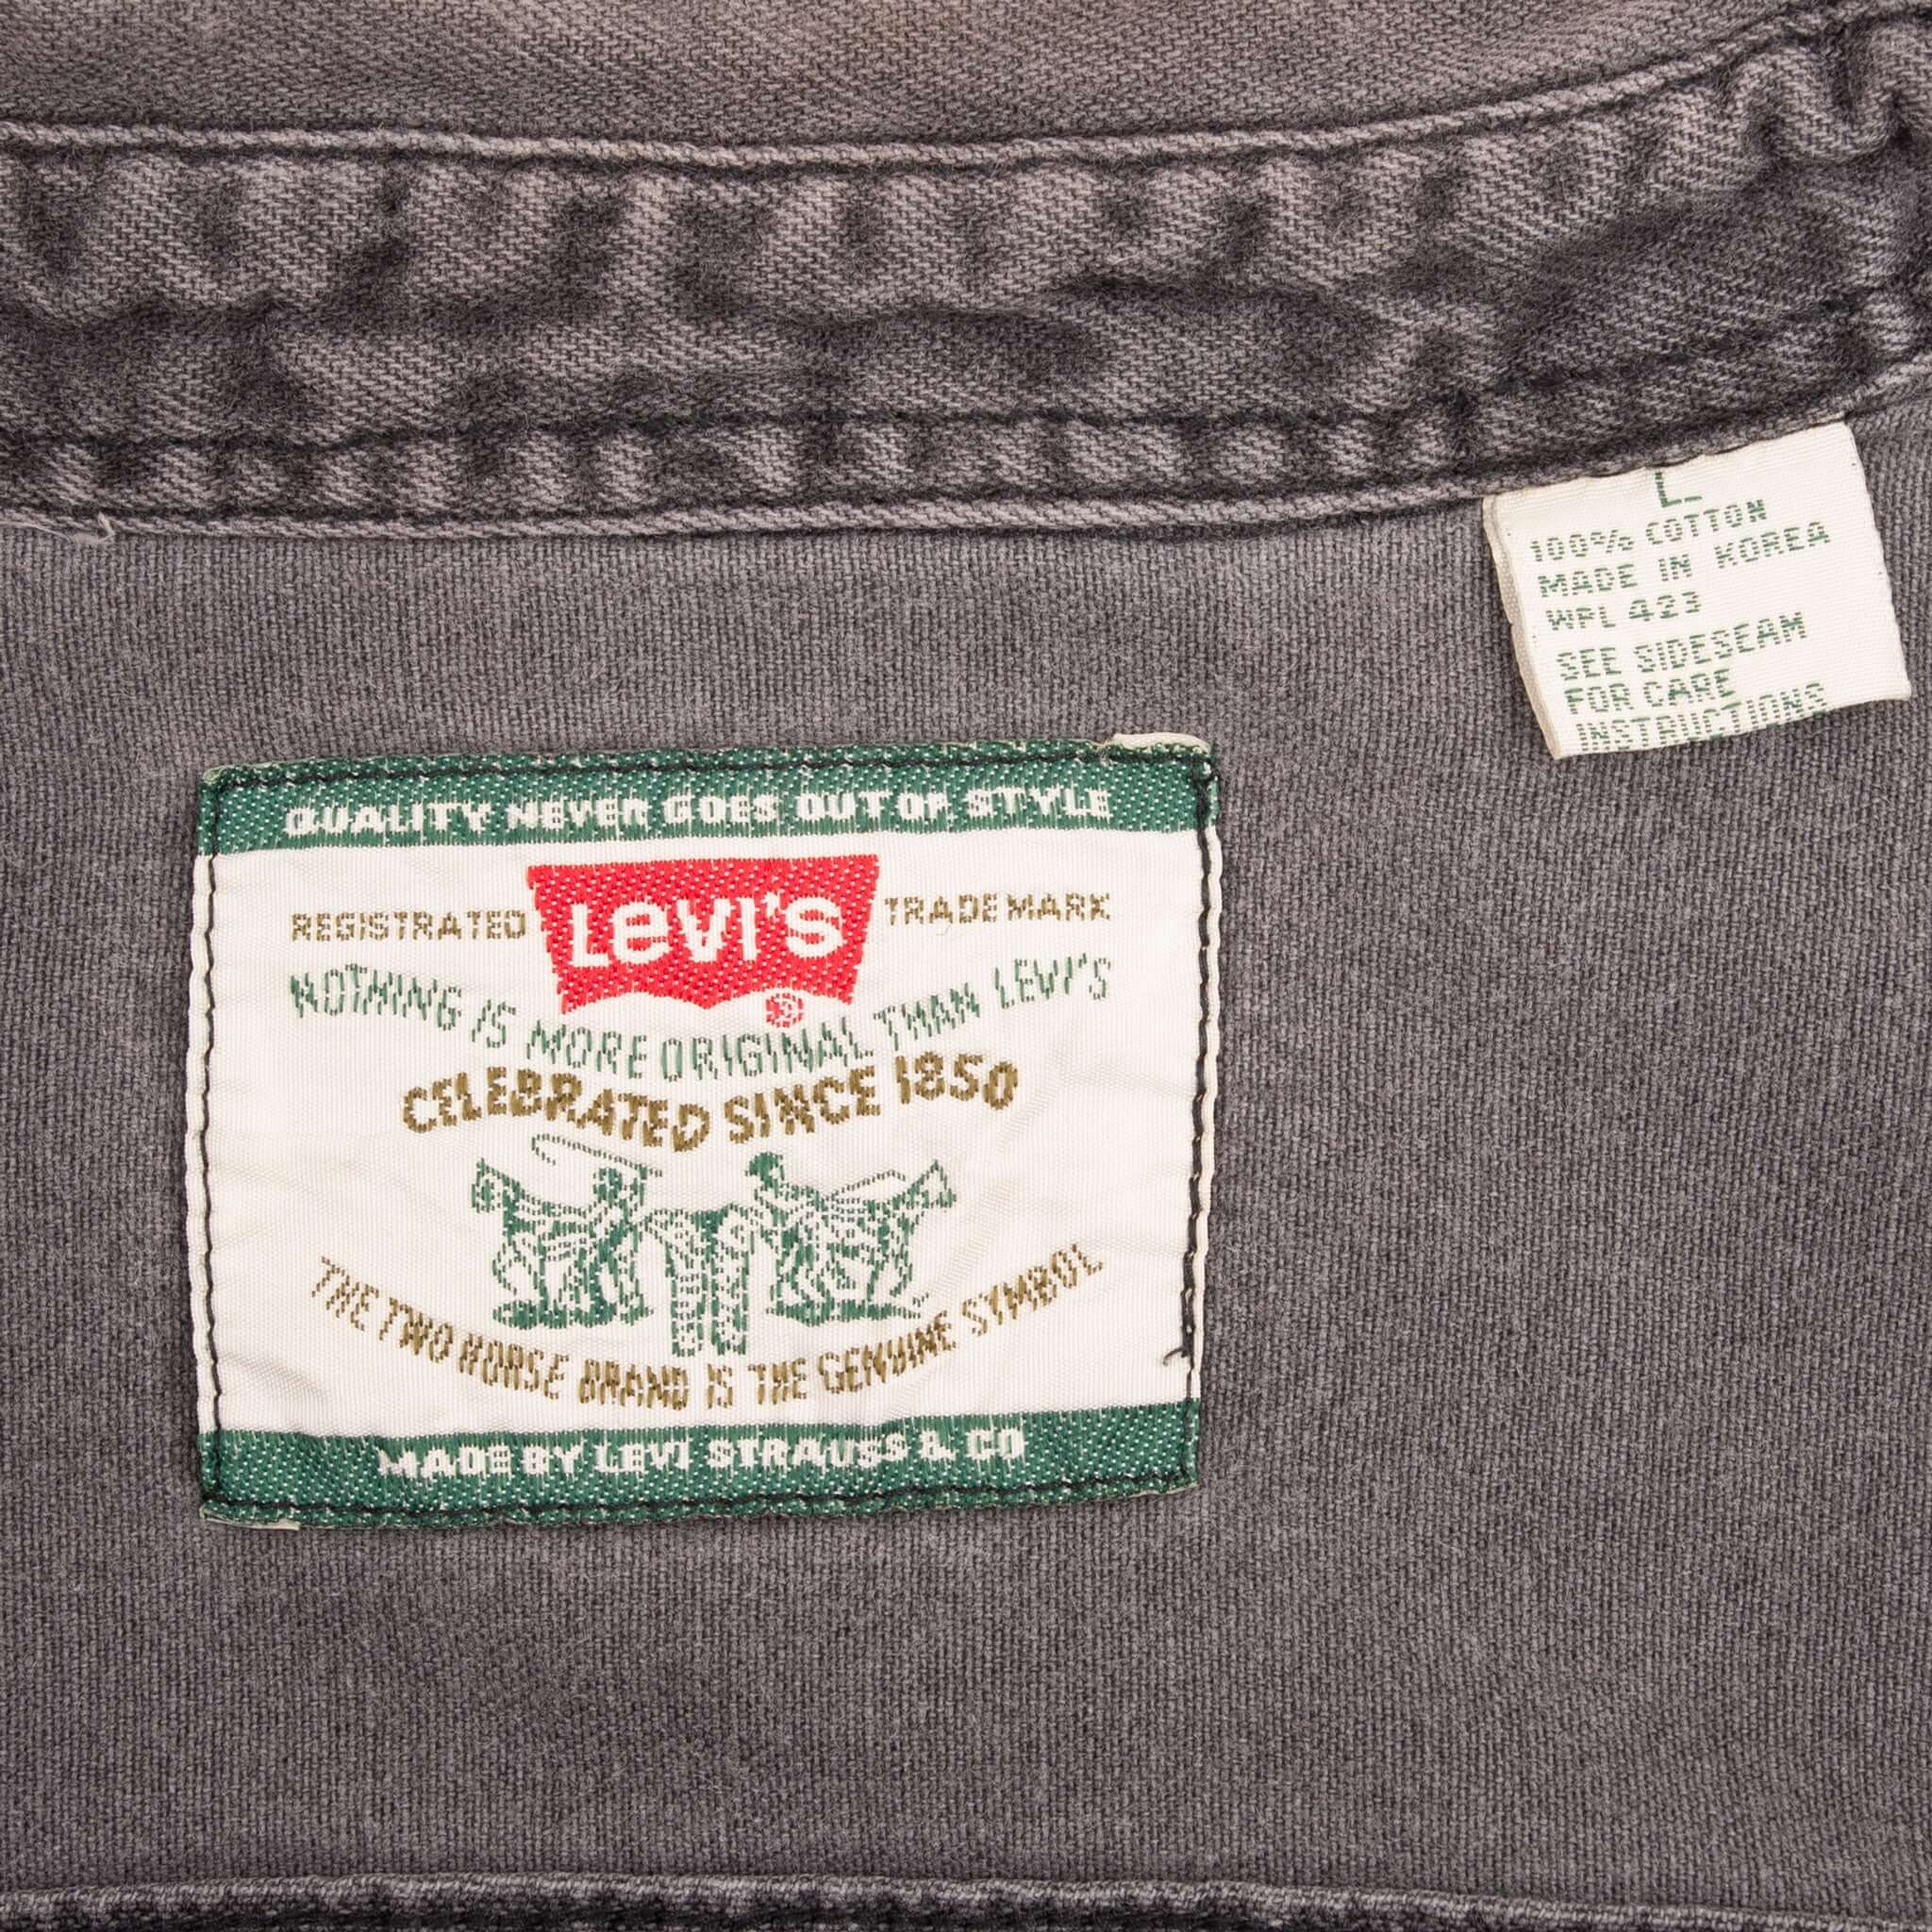 L
100% COTTON
MADE IN KOREA
WPL 423
SEE SIDESEAM
FOR CARE
INSTRUCTIONS
QUALITY NEVER GOES OUT OF STYLE
REGISTRATED LEVI'S TRADEMARK
®
NOTHING IS MORE ORIGINAL THAN LEVI'S
CELEBRATED SINCE 1850
THE TWO HORSE BRAND IS THE GENUINE SYMBOL
MADE BY LEVI STRAUSS & CO